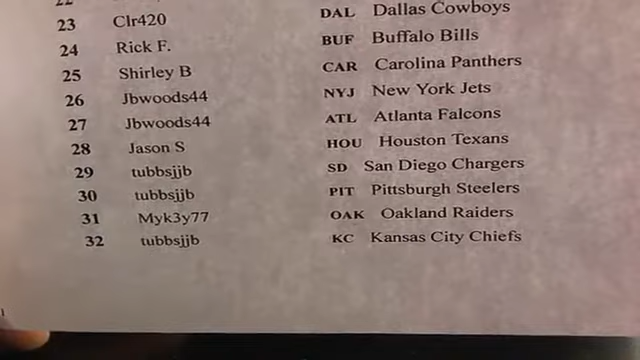 22
23 Clr420 DAL Dallas Cowboys
24 Rick F. BUF Buffalo Bills
25 Shirley B CAR Carolina Panthers
26 Jbwoods44 NYJ New York Jets
27 Jbwoods44 ATL Atlanta Falcons
28 Jason S HOU Houston Texans
29 tubbsjjb SD San Diego Chargers
30 tubbsjjb PIT Pittsburgh Steelers
31 Myk3y77 OAK Oakland Raiders
32 tubbsjjb KC Kansas City Chiefs